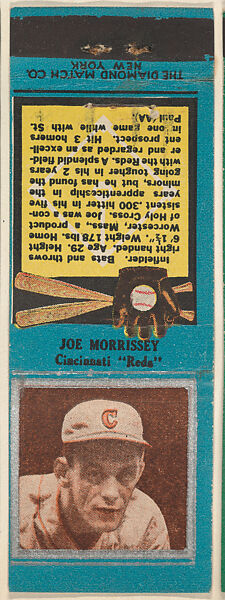 THE DIAMOND MATCH CO.
NEW YORK
Infielder. Bats and throws
right handed. Age 29. Height
6' ½". Weight 178 lbs. Home
Worcester, Mass., a product
of Holy Cross. Joe was a con-
sistent .300 hitter in his five
years apprenticeship in the
minors, but he has found the
going tougher in his 2 years
with the Reds. A splendid field-
er and regarded as an excell-
ent prospect. Hit 3 homers
in one game while with St.
Paul (AA)
JOE MORRISSEY
Cincinnati "Reds"
C